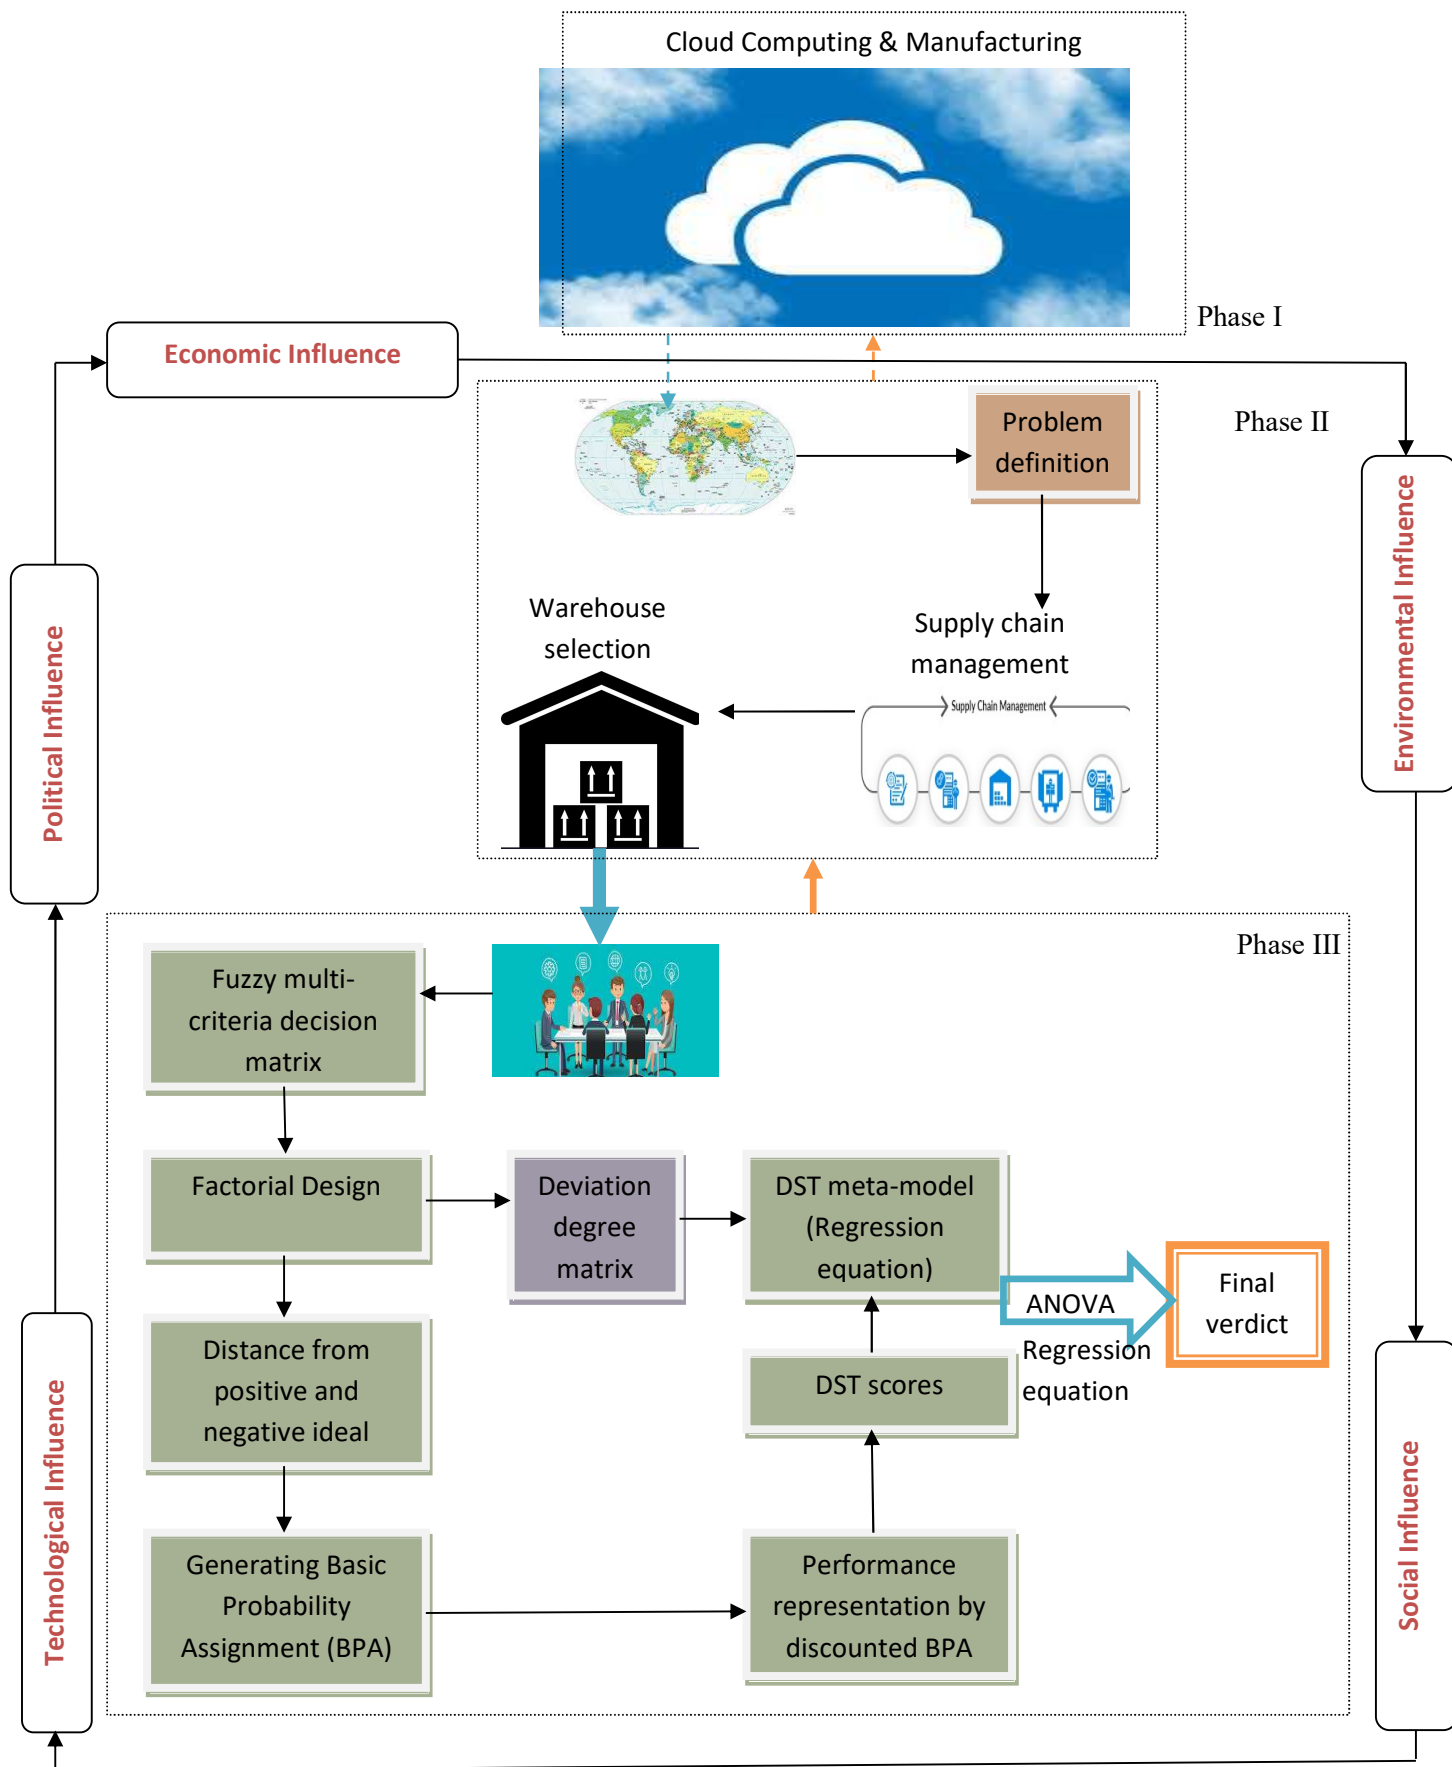 Cloud Computing & Manufacturing
Phase I
Economic Influence
Phase II
Problem
definition
Environmental Influence
Political Influence
Warehouse
selection
Supply chain
management
Supply Chain Management
Phase III
Fuzzy multi-
criteria decision
matrix
Factorial Design
Deviation
degree
matrix
DST meta-model
(Regression
equation)
ANOVA
Regression
equation
Final
verdict
Distance from
positive and
negative ideal
DST scores
Technological Influence
Social Influence
Generating Basic
Probability
Assignment (BPA)
Performance
representation by
discounted BPA